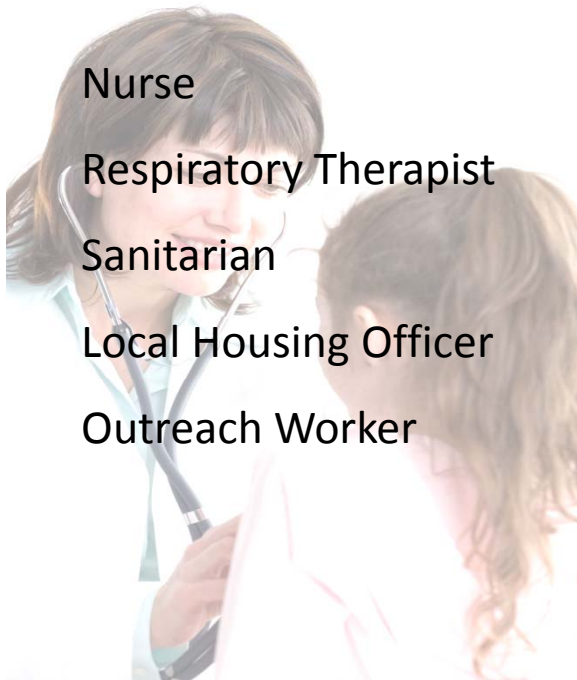 Nurse
Respiratory Therapist
Sanitarian
Local Housing Officer
Outreach Worker